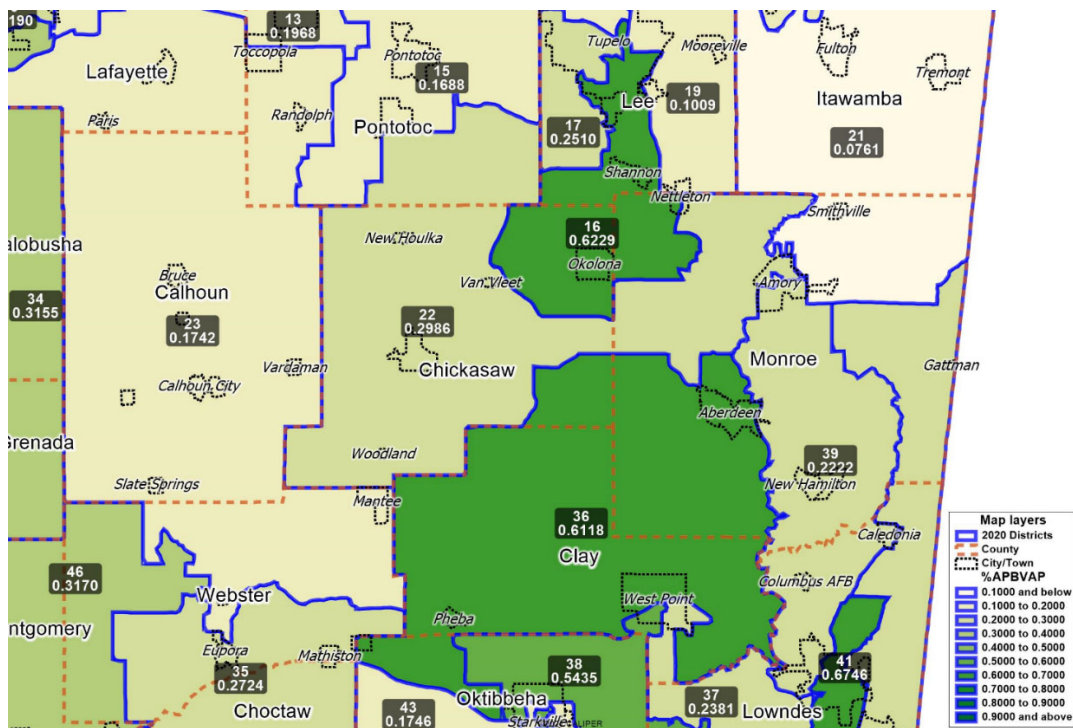 190
13
0.1968
Toccopola
Lafayette
Pontotoc
15
0.1688
Tupelo
Mooreville
Fulton
Tremont
Paris
Randolph
Pontotoc
17
0.2510
Lee
19
0.1009
Itawamba
21
0.0761
Shannon
Nettleton
Smithville
alobusha
New Houlka
16
0.6229
Okolona
Bruce
Calhoun
Van Vleet
Amory
34
0.3155
23
0.1742
22
0.2986
Chickasaw
Monroe
Vardaman
Gattman
Calhoun City
Aberdeen
Grenada
Woodland
39
0.2222
New Hamilton
Slate Springs
Mantee
36
0.6118
Clay
Caledonia
46
0.3170
Columbus AFB
Webster
West Point
ntgomery
Pheba
Eupora
Mathiston
35
0.2724
38
0.5435
41
0.6746
Oktibbeha
37
0.2381
43
0.1746
Choctaw
Starkville
Lowndes
ALIPER
Map layers
2020 Districts
County
City/Town
%APBVAP
0.1000 and below
0.1000 to 0.2000
0.2000 to 0.3000
0.3000 to 0.4000
0.4000 to 0.5000
0.5000 to 0.6000
0.6000 to 0.7000
0.7000 to 0.8000
0.8000 to 0.9000
0.9000 and above